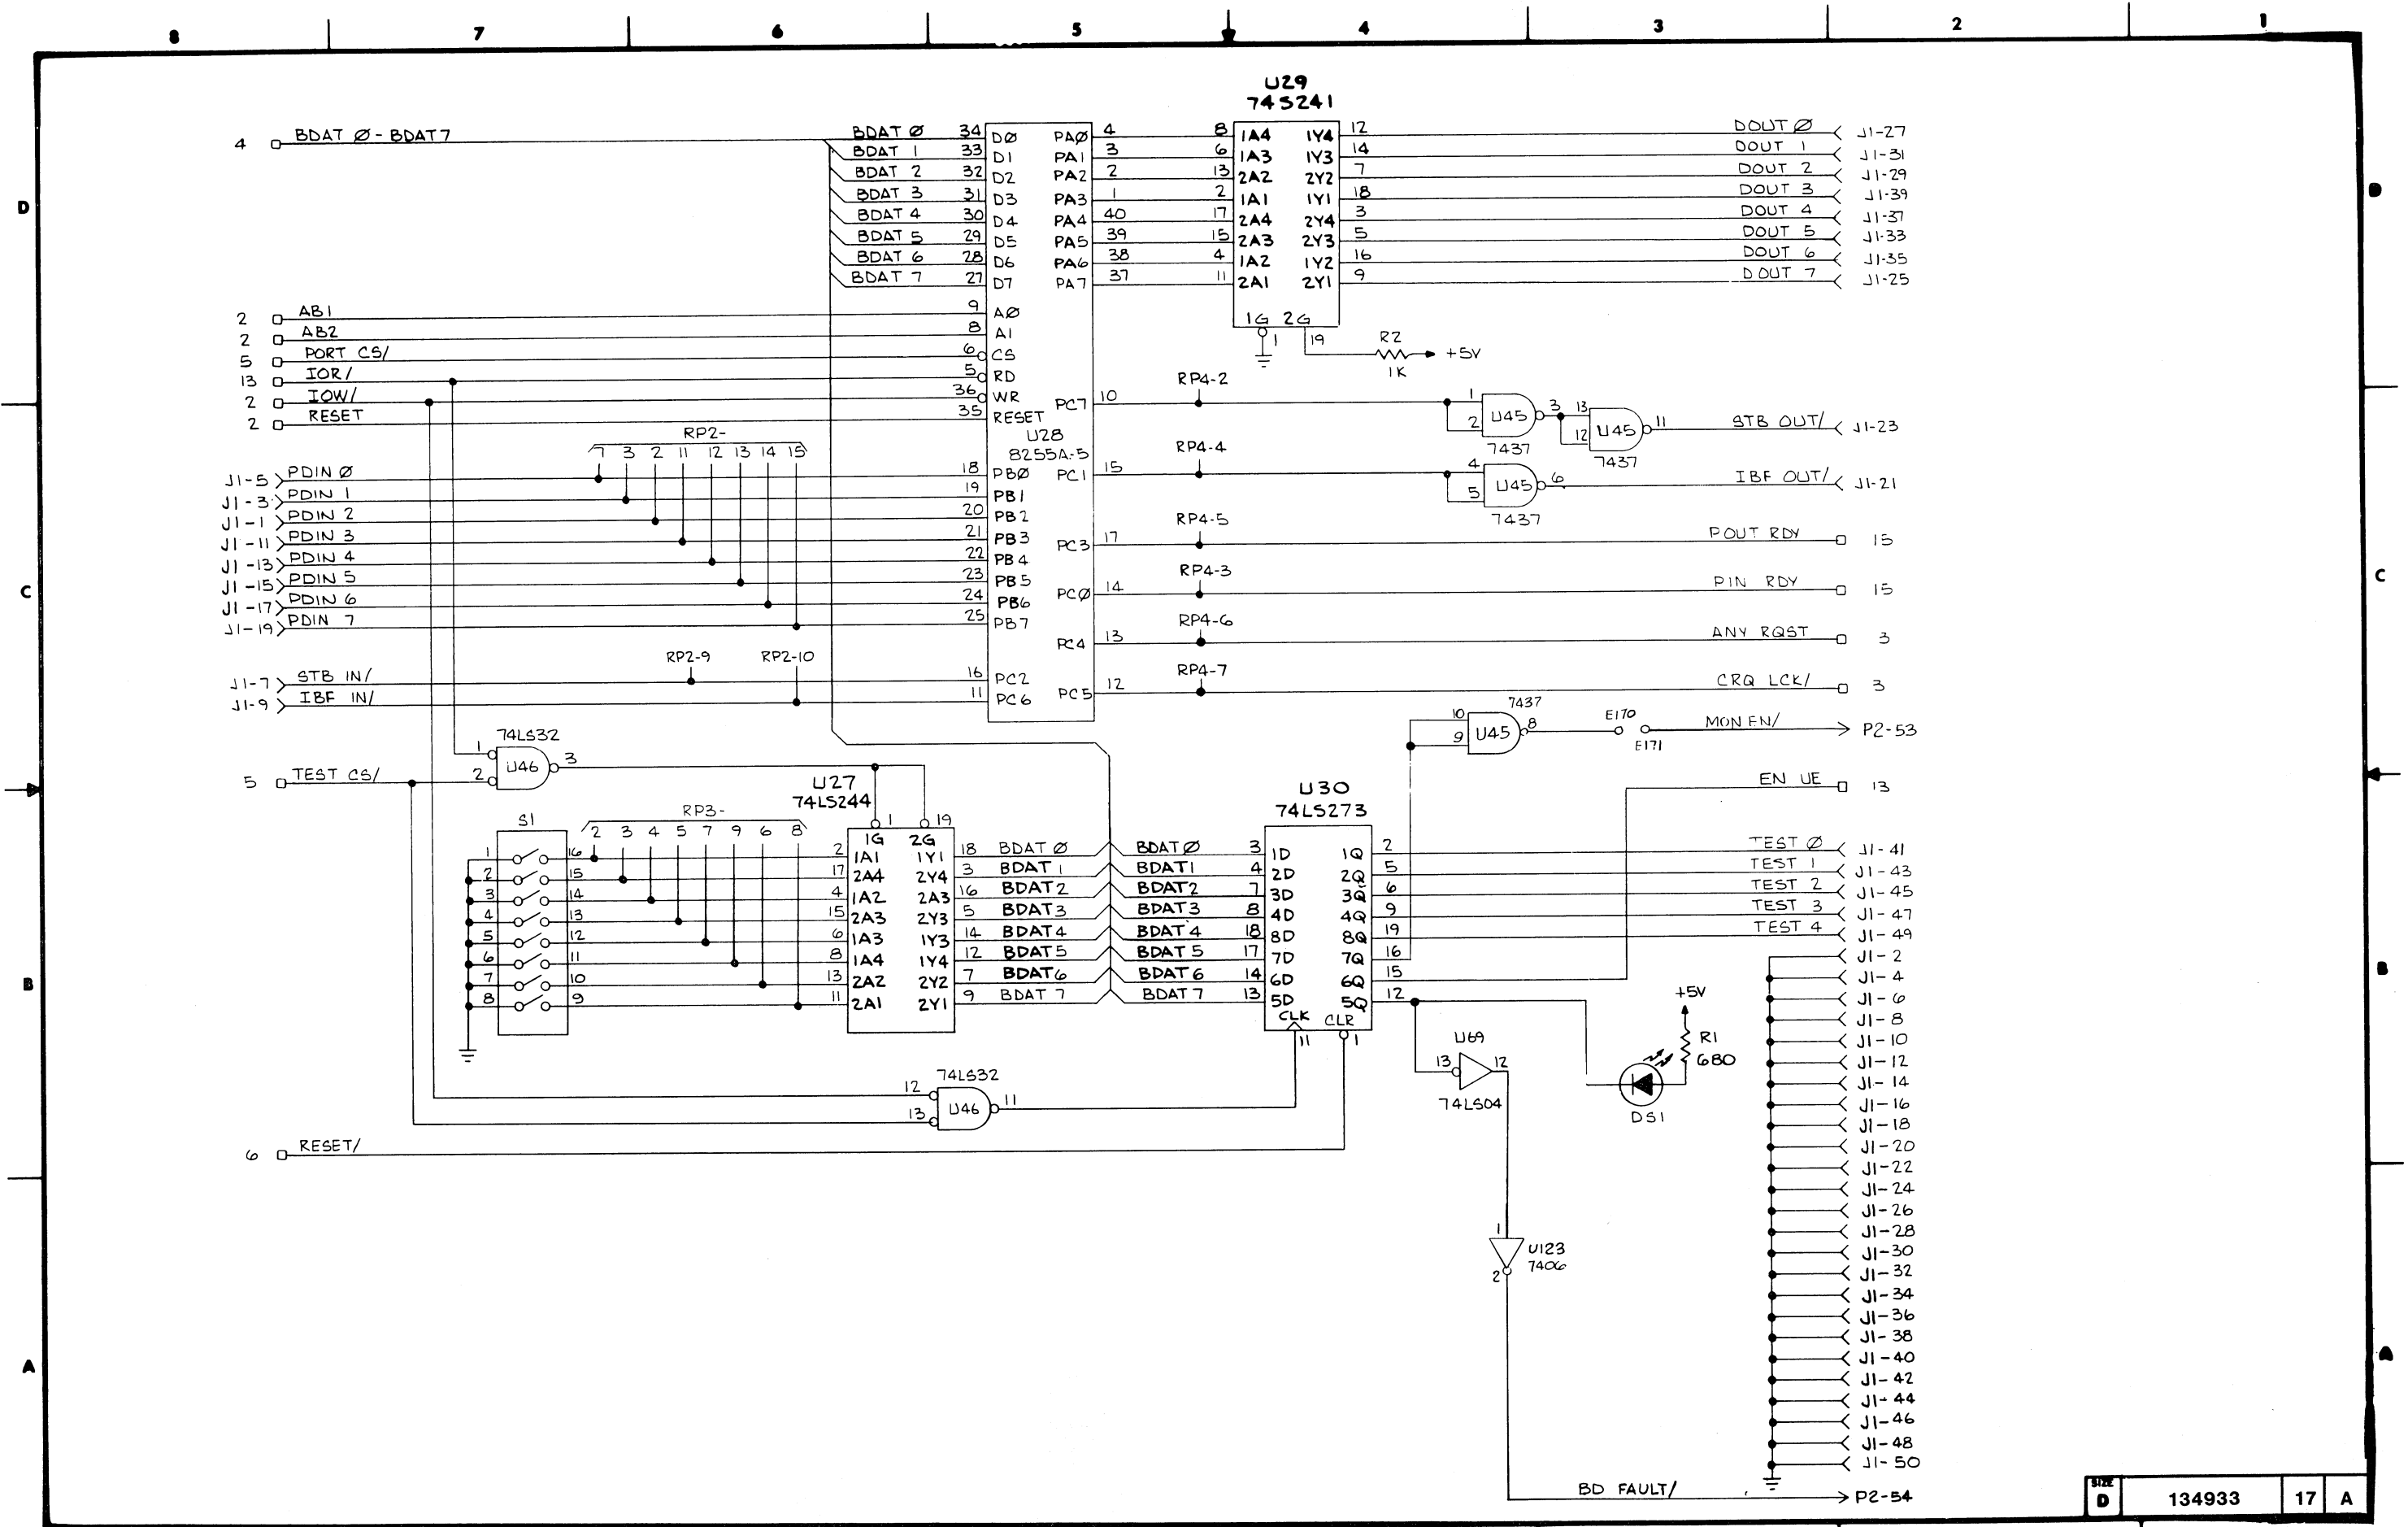 8 7 6 5 4 3 2 1
D
C
B
A
D
C
B
A
4 BDAT Ø - BDAT7
BDAT Ø 34 DØ
BDAT 1 33 D1
BDAT 2 32 D2
BDAT 3 31 D3
BDAT 4 30 D4
BDAT 5 29 D5
BDAT 6 28 D6
BDAT 7 27 D7
2 AB1 9 AØ
2 AB2 8 A1
5 PORT CS/ 6 CS
13 IOR/ 5 RD
2 IOW/ 36 WR
2 RESET 35 RESET
U28
8255A-5
RP2-
7 3 2 11 12 13 14 15
J1-5 PDIN Ø 18 PBØ
J1-3 PDIN 1 19 PB1
J1-1 PDIN 2 20 PB2
J1-11 PDIN 3 21 PB3
J1-13 PDIN 4 22 PB4
J1-15 PDIN 5 23 PB5
J1-17 PDIN 6 24 PB6
J1-19 PDIN 7 25 PB7
RP2-9 RP2-10
J1-7 STB IN/ 16 PC2
J1-9 IBF IN/ 11 PC6
U29
74S241
PAØ 4 8 1A4 1Y4 12 DOUT Ø J1-27
PA1 3 6 1A3 1Y3 14 DOUT 1 J1-31
PA2 2 13 2A2 2Y2 7 DOUT 2 J1-29
PA3 1 2 1A1 1Y1 18 DOUT 3 J1-39
PA4 40 17 2A4 2Y4 3 DOUT 4 J1-37
PA5 39 15 2A3 2Y3 5 DOUT 5 J1-33
PA6 38 4 1A2 1Y2 16 DOUT 6 J1-35
PA7 37 11 2A1 2Y1 9 DOUT 7 J1-25
1G 2G
1 19 R2 +5V
1K
RP4-2
PC7 10 1 2 U45 3 13 12 U45 11 STB OUT/ J1-23
7437 7437
RP4-4
PC1 15 4 5 U45 6 IBF OUT/ J1-21
7437
RP4-5
PC3 17 POUT RDY 15
RP4-3
PCØ 14 PIN RDY 15
RP4-6
PC4 13 ANY RQST 3
RP4-7
PC5 12 CRQ LCK/ 3
7437
10 9 U45 8 E170 E171 MON EN/ P2-53
EN UE 13
74LS32
1 2 U46 3
5 TEST CS/
U27
74LS244
1 19
1G 2G
S1
RP3-
2 3 4 5 7 9 6 8
1 16 2 1A1 1Y1 18 BDAT Ø
2 15 17 2A4 2Y4 3 BDAT 1
3 14 4 1A2 2A3 16 BDAT2
4 13 15 2A3 2Y3 5 BDAT3
5 12 6 1A3 1Y3 14 BDAT4
6 11 8 1A4 1Y4 12 BDAT5
7 10 13 2A2 2Y2 7 BDAT6
8 9 11 2A1 2Y1 9 BDAT 7
U30
74LS273
BDATØ 3 1D 1Q 2 TEST Ø J1-41
BDAT1 4 2D 2Q 5 TEST 1 J1-43
BDAT2 7 3D 3Q 6 TEST 2 J1-45
BDAT3 8 4D 4Q 9 TEST 3 J1-47
BDAT4 18 8D 8Q 19 TEST 4 J1-49
BDAT 5 17 7D 7Q 16
BDAT 6 14 6D 6Q 15
BDAT 7 13 5D 5Q 12
CLK CLR
11 1
74LS32
12 13 U46 11
6 RESET/
U69
13 12
74LS04
+5V
R1
680
DS1
1
U123
7406
2
BD FAULT/ P2-54
J1-2
J1-4
J1-6
J1-8
J1-10
J1-12
J1-14
J1-16
J1-18
J1-20
J1-22
J1-24
J1-26
J1-28
J1-30
J1-32
J1-34
J1-36
J1-38
J1-40
J1-42
J1-44
J1-46
J1-48
J1-50
SIZE
D 134933 17 A